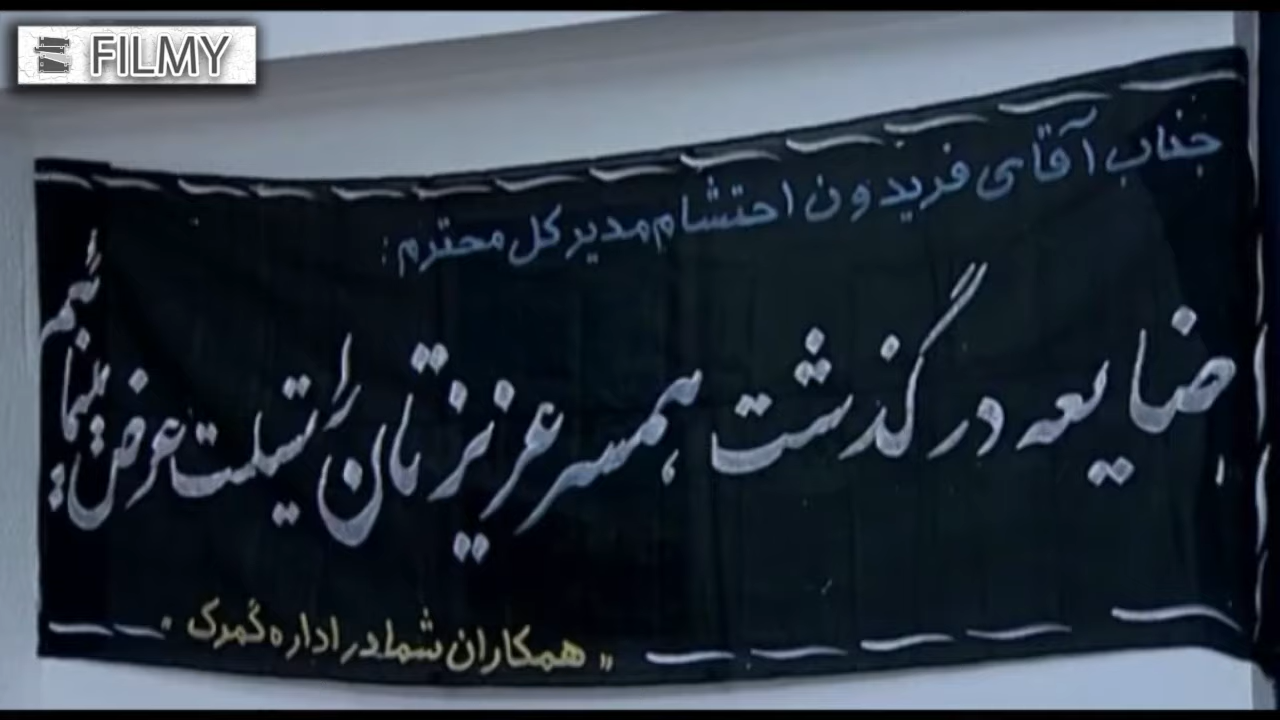 FILMY
جناب آقای فریدون احتشام مدیر کل محترم :
ضایعه درگذشت همسر عزیزتان را تسلیت عرض مینمائیم
" همکاران شما در اداره گمرک .